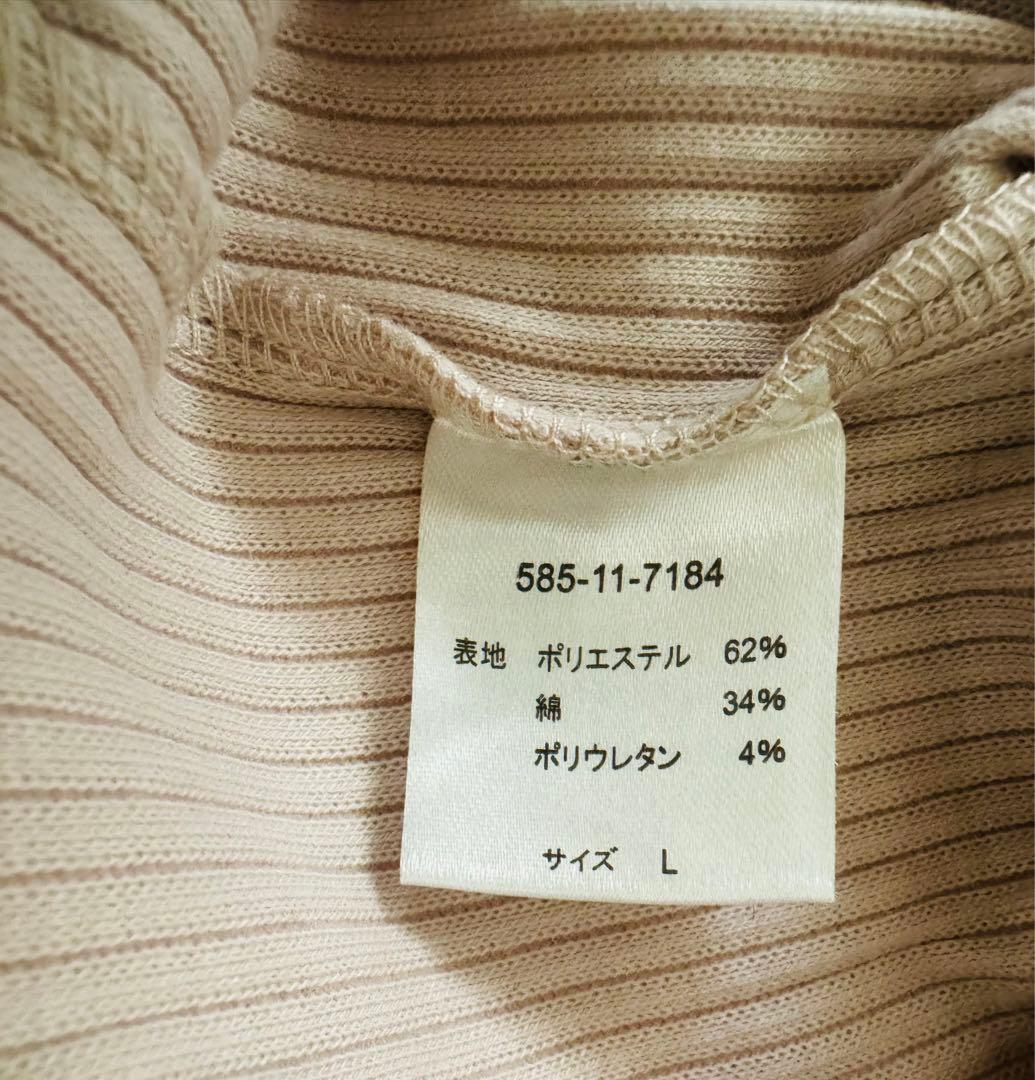 585-11-7184
表地 ポリエステル 62%
綿 34%
ポリウレタン 4%
サイズ L